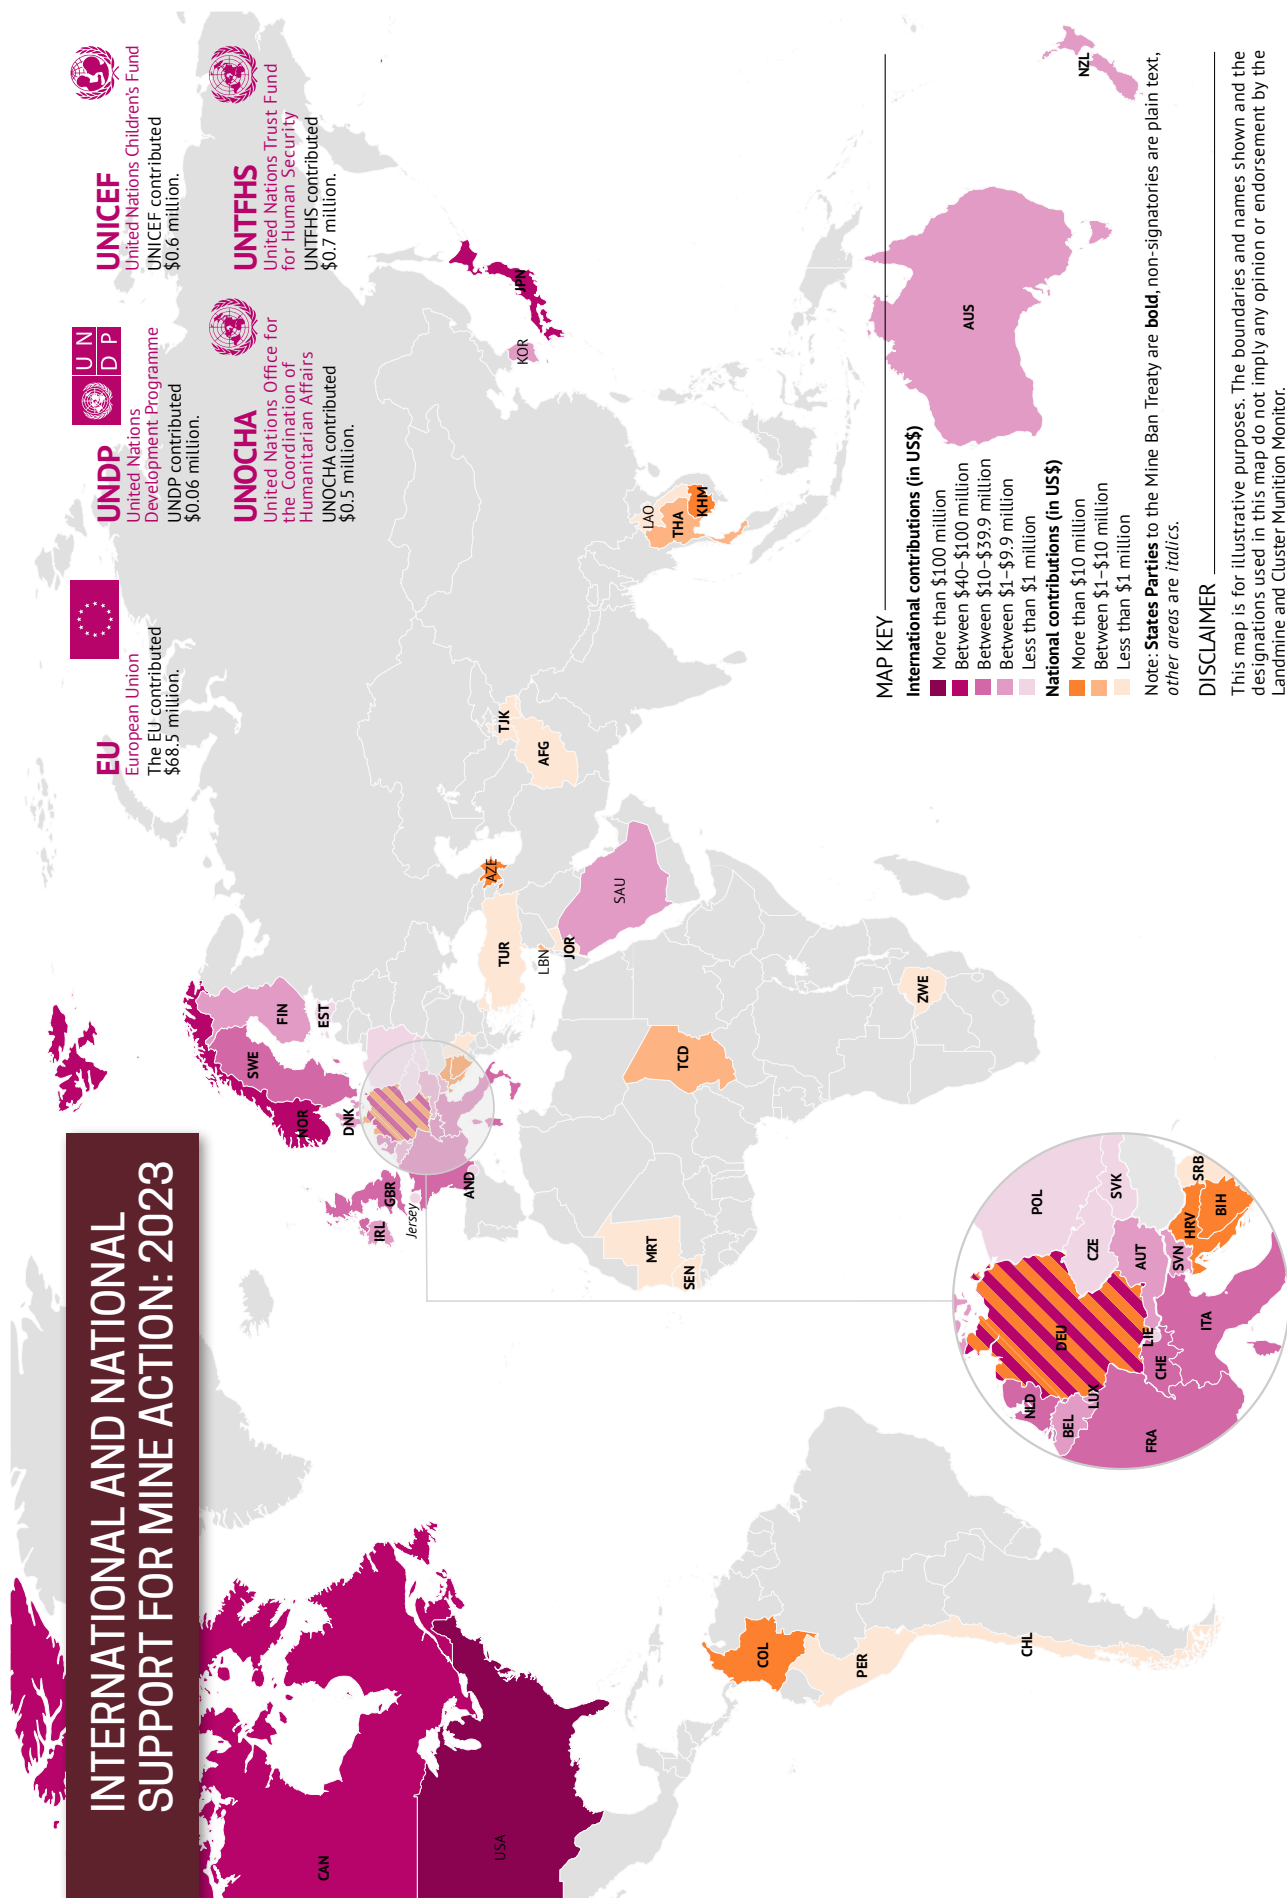 INTERNATIONAL AND NATIONAL
SUPPORT FOR MINE ACTION: 2023
EU
European Union
The EU contributed
$68.5 million.
UN
DP
UNDP
United Nations
Development Programme
UNDP contributed
$0.06 million.
UNICEF
United Nations Children's Fund
UNICEF contributed
$0.6 million.
UNOCHA
United Nations Office for
the Coordination of
Humanitarian Affairs
UNOCHA contributed
$0.5 million.
UNTFHS
United Nations Trust Fund
for Human Security
UNTFHS contributed
$0.7 million.
CAN
USA
COL
PER
CHL
NOR
SWE
FIN
EST
DNK
IRL
GBR
Jersey
AND
TUR
AZE
LBN
JOR
SAU
TJK
AFG
KOR
JPN
LAO
THA
KHM
MRT
SEN
TCD
ZWE
AUS
NZL
POL
SVK
CZE
DEU
NLD
BEL
LUX
FRA
CHE
LIE
AUT
SVN
ITA
HRV
BIH
SRB
MAP KEY
International contributions (in US$)
More than $100 million
Between $40–$100 million
Between $10–$39.9 million
Between $1–$9.9 million
Less than $1 million
National contributions (in US$)
More than $10 million
Between $1–$10 million
Less than $1 million
Note: States Parties to the Mine Ban Treaty are bold, non-signatories are plain text,
other areas are italics.
DISCLAIMER
This map is for illustrative purposes. The boundaries and names shown and the
designations used in this map do not imply any opinion or endorsement by the
Landmine and Cluster Munition Monitor.